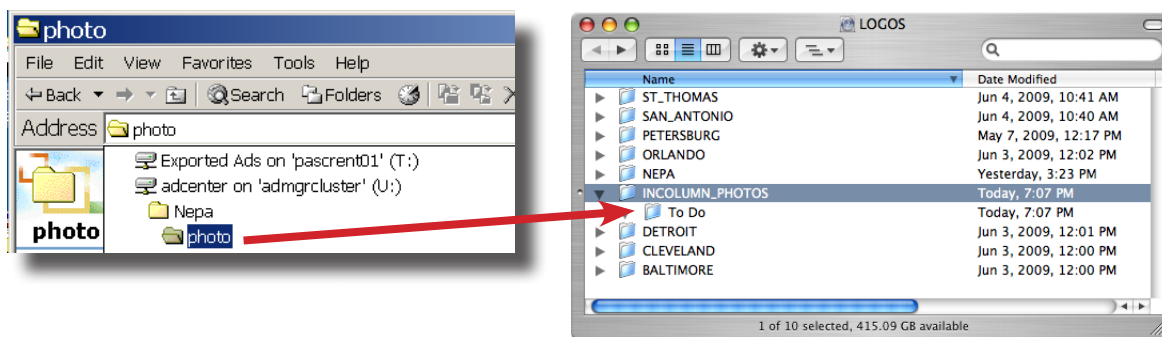 photo
File Edit View Favorites Tools Help
Back Search Folders
Address photo
Exported Ads on 'pascrent01' (T:)
adcenter on 'admgrcluster' (U:)
Nepa
photo
photo
LOGOS
Name Date Modified
ST_THOMAS Jun 4, 2009, 10:41 AM
SAN_ANTONIO Jun 4, 2009, 10:40 AM
PETERSBURG May 7, 2009, 12:17 PM
ORLANDO Jun 3, 2009, 12:02 PM
NEPA Yesterday, 3:23 PM
INCOLUMN_PHOTOS Today, 7:07 PM
To Do Today, 7:07 PM
DETROIT Jun 3, 2009, 12:01 PM
CLEVELAND Jun 3, 2009, 12:00 PM
BALTIMORE Jun 3, 2009, 12:00 PM
1 of 10 selected, 415.09 GB available